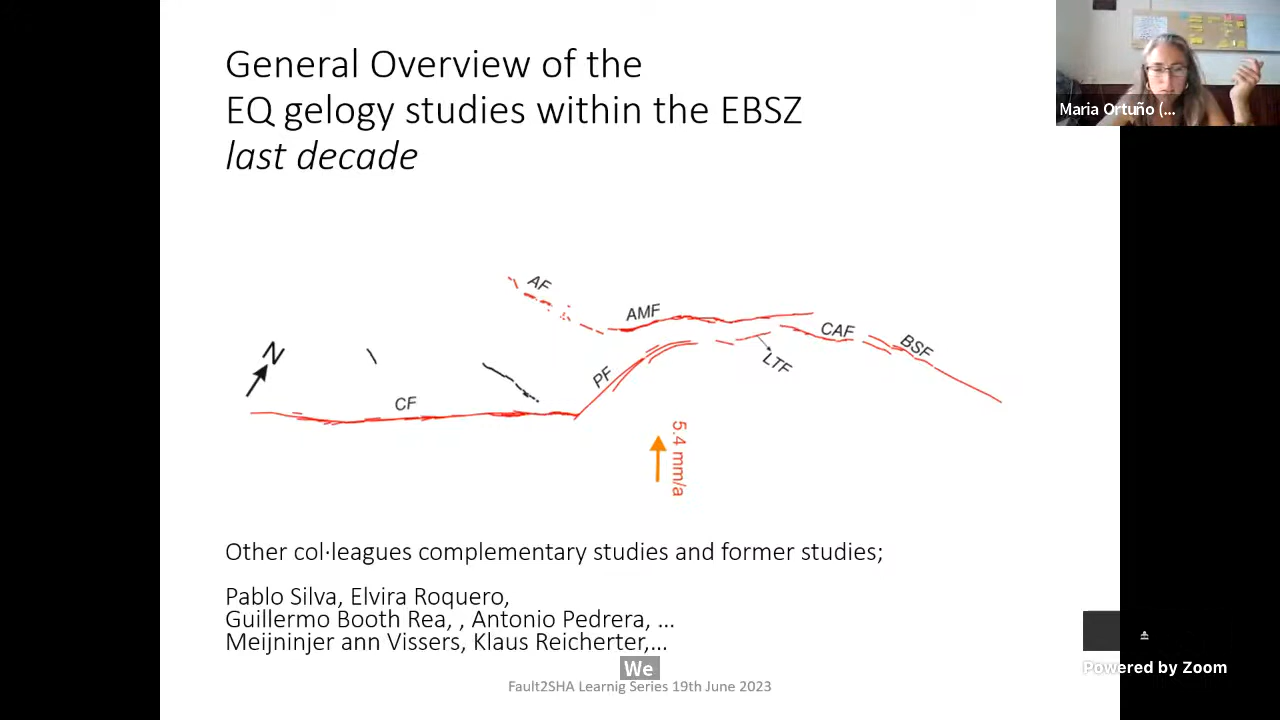 General Overview of the
EQ gelogy studies within the EBSZ
last decade
Maria Ortuño (...
AF
AMF
CAF
BSF
LTF
PF
N
CF
5.4 mm/a
Other col·leagues complementary studies and former studies;
Pablo Silva, Elvira Roquero,
Guillermo Booth Rea, , Antonio Pedrera, ...
Meijninjer ann Vissers, Klaus Reicherter,...
We
Fault2SHA Learnig Series 19th June 2023
Powered by Zoom